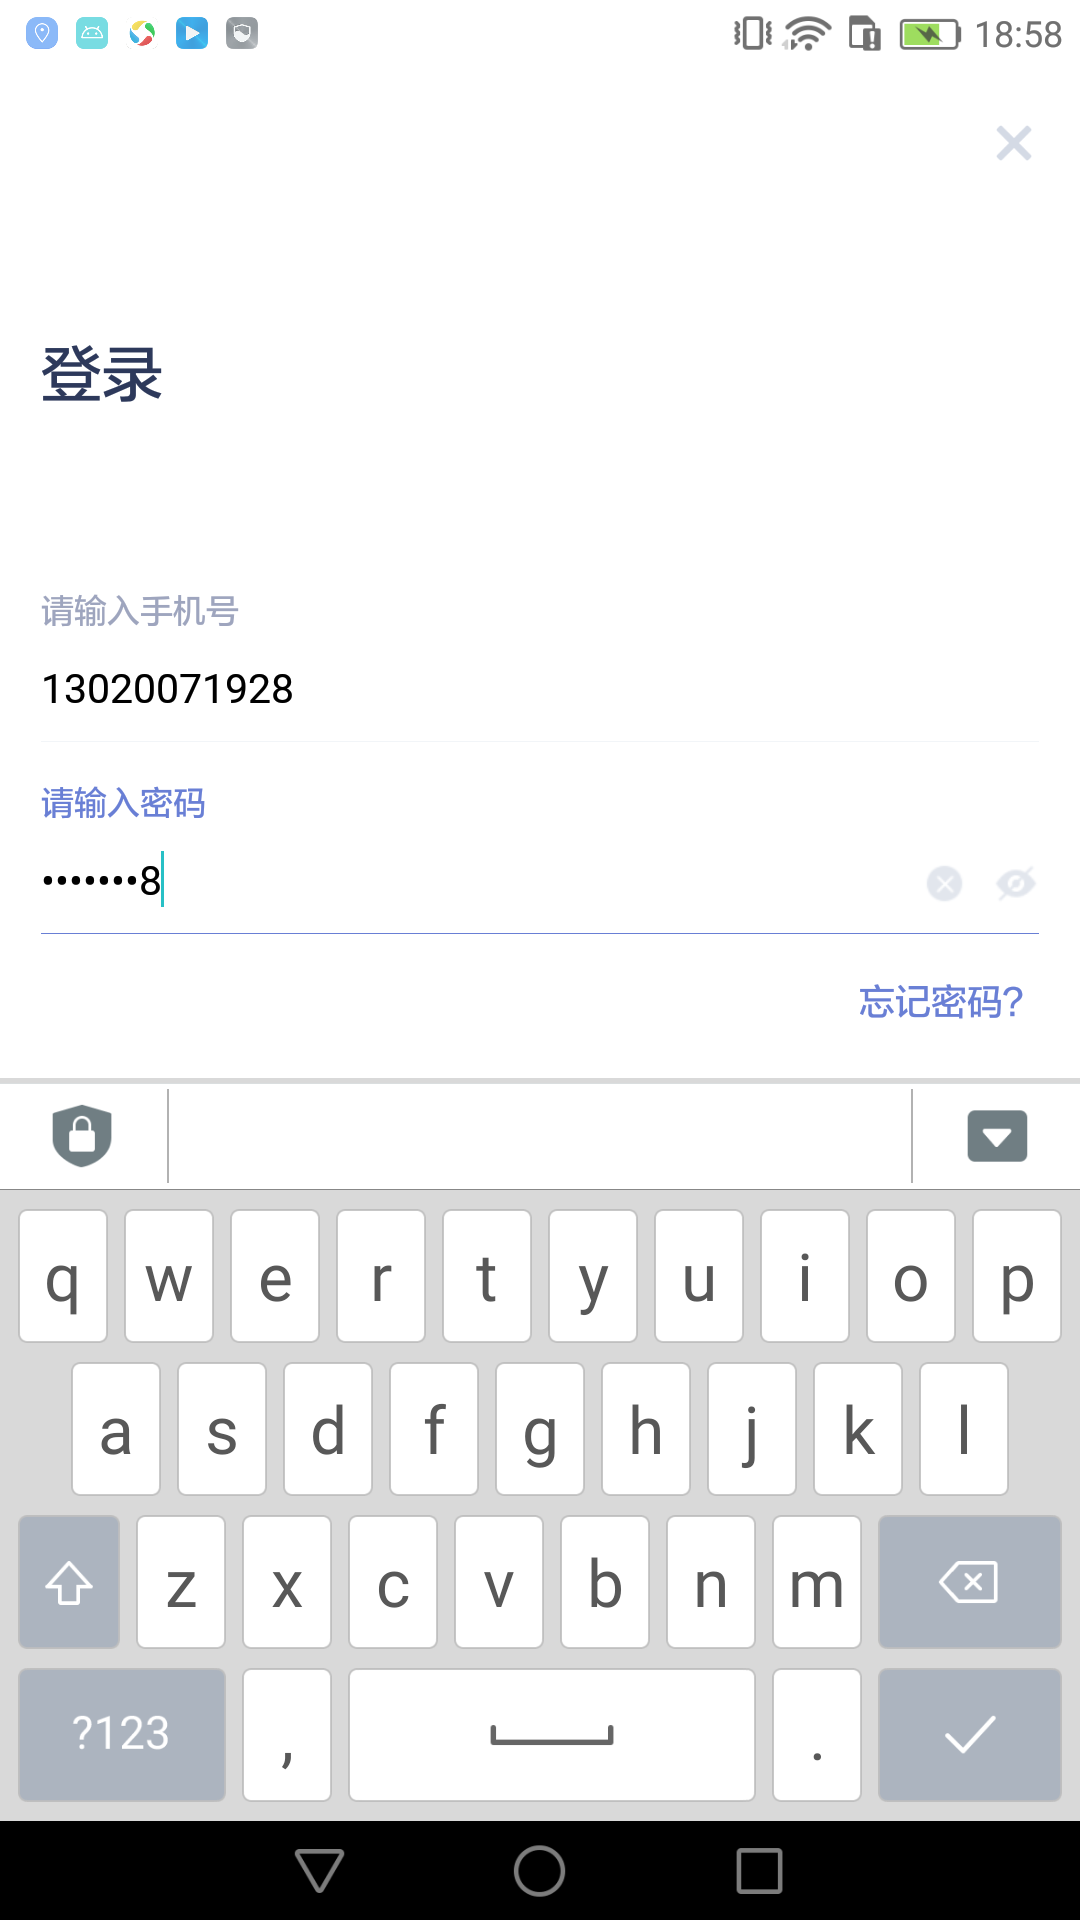 18:58
登录
请输入手机号
13020071928
请输入密码
•••••••8
忘记密码?
q w e r t y u i o p
a s d f g h j k l
z x c v b n m
?123 , .